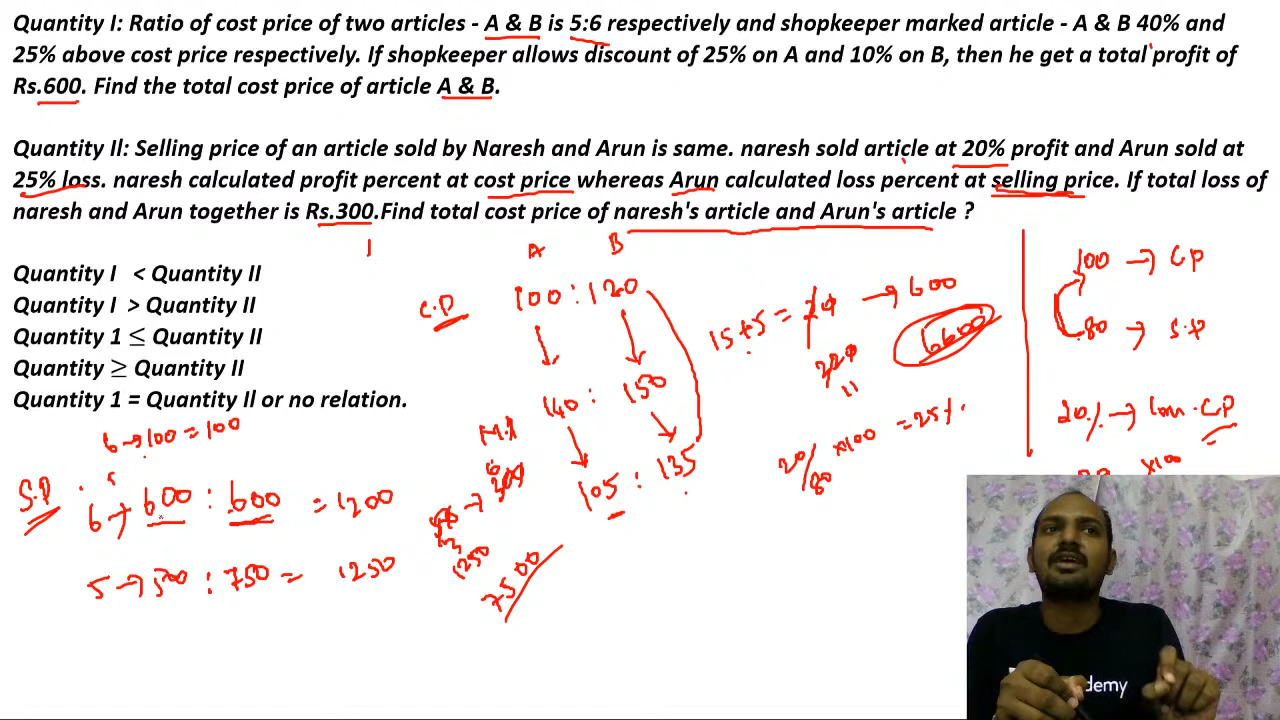 Quantity I: Ratio of cost price of two articles - A & B is 5:6 respectively and shopkeeper marked article - A & B 40% and
25% above cost price respectively. If shopkeeper allows discount of 25% on A and 10% on B, then he get a total profit of
Rs.600. Find the total cost price of article A & B.
Quantity Il: Selling price of an article sold by Naresh and Arun is same. naresh sold article at 20% profit and Arun sold at
25% loss. naresh calculated profit percent at cost price whereas Arun calculated loss percent at selling price. If total loss of
naresh and Arun together is Rs.300.Find total cost price of naresh's article and Arun's article ?
Quantity I < Quantity II
Quantity I > Quantity II
Quantity 1 ≤ Quantity II
Quantity ≥ Quantity II
Quantity 1 = Quantity Il or no relation.
A B
C.P 100 : 120
140 : 150
M.P
105 : 135
15+5 = 20 → 600
6600
20/80 ×100 = 25%
100 → CP
80 → S.P
20% → loss. CP
×100
6 → 100 = 100
S.P
6 → 600 : 600 = 1200
5 → 500 : 750 = 1250
1250
7500
demy